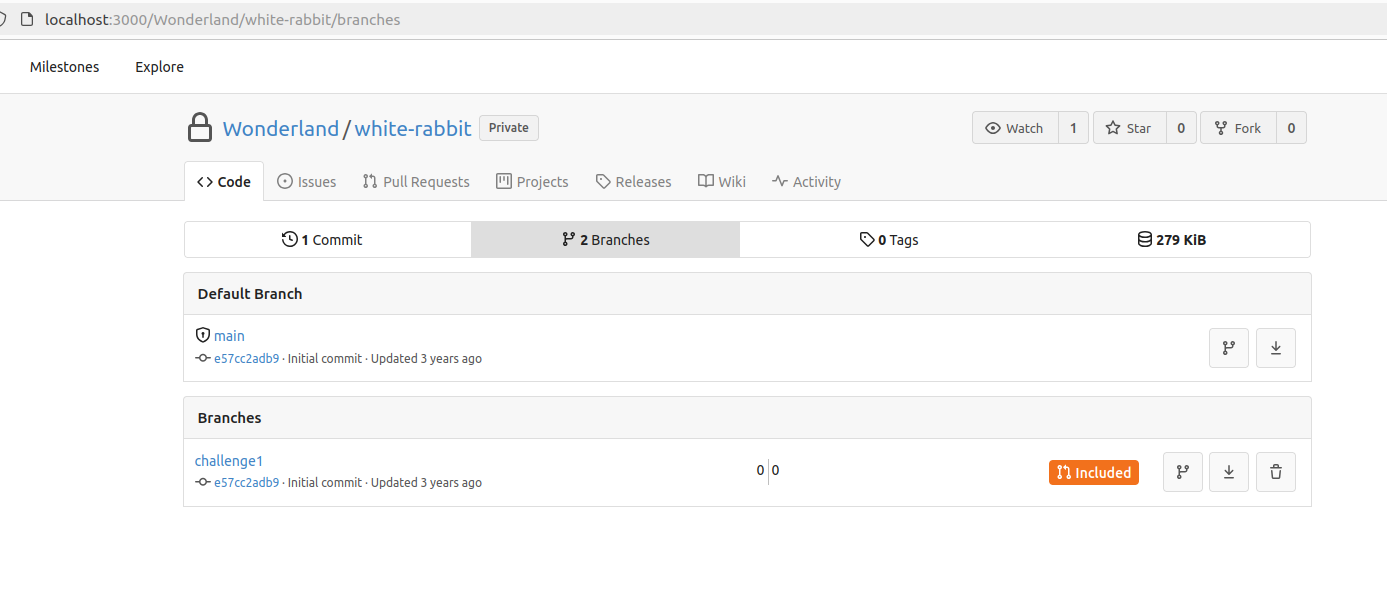 localhost:3000/Wonderland/white-rabbit/branches
Milestones Explore
Wonderland/white-rabbit Private Watch 1 Star 0 Fork 0
Code Issues Pull Requests Projects Releases Wiki Activity
1 Commit 2 Branches 0 Tags 279 KiB
Default Branch
main
e57cc2adb9 · Initial commit · Updated 3 years ago
Branches
challenge1
0 0 Included
e57cc2adb9 · Initial commit · Updated 3 years ago